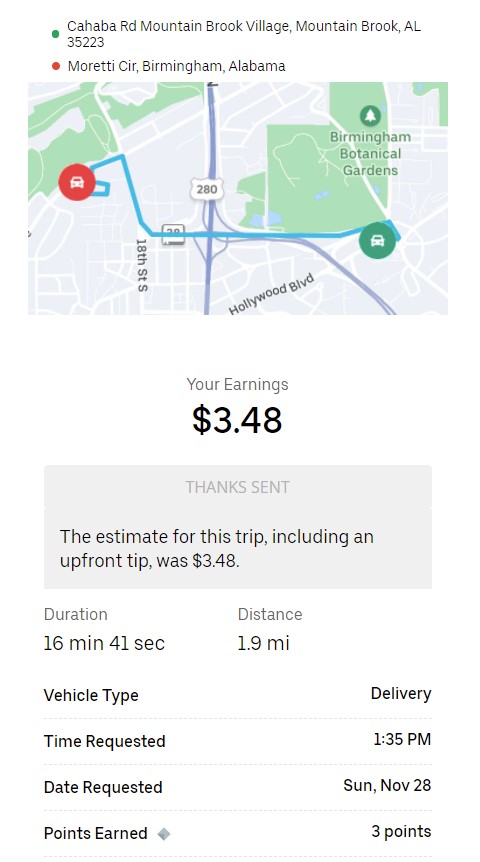 Cahaba Rd Mountain Brook Village, Mountain Brook, AL
35223
Moretti Cir, Birmingham, Alabama
Birmingham
Botanical
Gardens
280
18th St S
Hollywood Blvd
Your Earnings
$3.48
THANKS SENT
The estimate for this trip, including an
upfront tip, was $3.48.
Duration
Distance
16 min 41 sec
1.9 mi
Vehicle Type
Delivery
Time Requested
1:35 PM
Date Requested
Sun, Nov 28
Points Earned
3 points